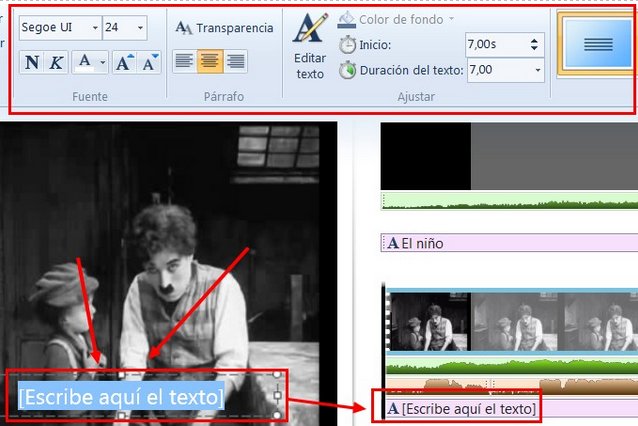 Segoe UI 24 Transparencia Color de fondo
Inicio: 7,00s
Editar texto
Duración del texto: 7,00
N K A A A
Fuente Párrafo Ajustar
A El niño
[Escribe aquí el texto]
A [Escribe aquí el texto]